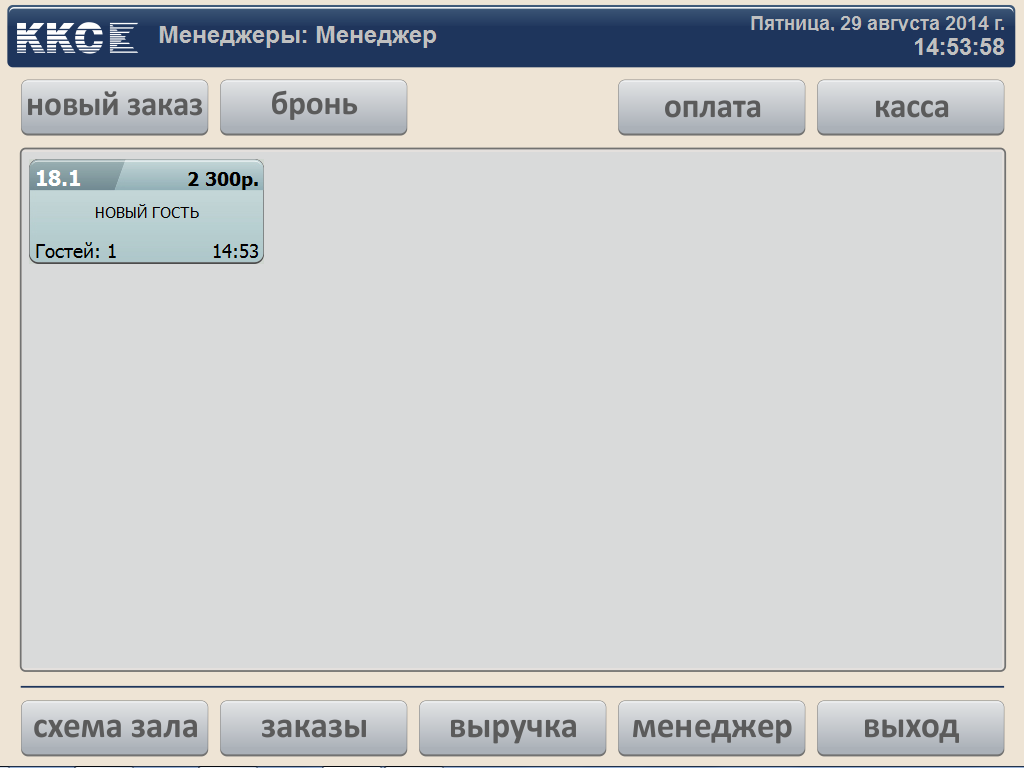 ККС Менеджеры: Менеджер
Пятница, 29 августа 2014 г.
14:53:58
новый заказ бронь оплата касса
18.1 2 300р.
НОВЫЙ ГОСТЬ
Гостей: 1 14:53
схема зала заказы выручка менеджер выход